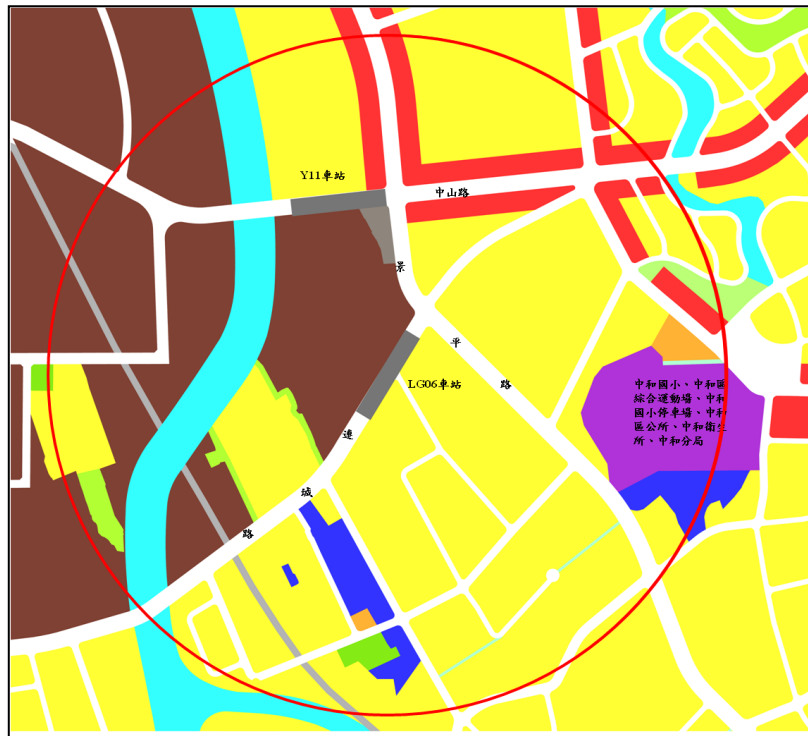 Y11車站
中山路
景
平
路
LG06車站
中和國小、中和區
綜合運動場、中和
國小停車場、中和
區公所、中和衛生
所、中和分局
連
城
路